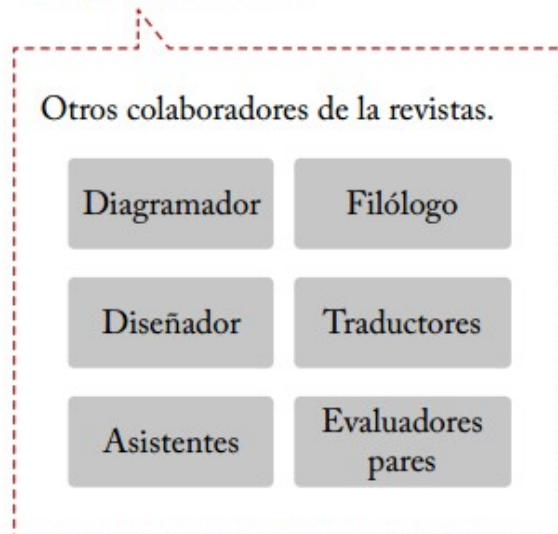 Otros colaboradores de la revistas.
Diagramador
Filólogo
Diseñador
Traductores
Asistentes
Evaluadores
pares